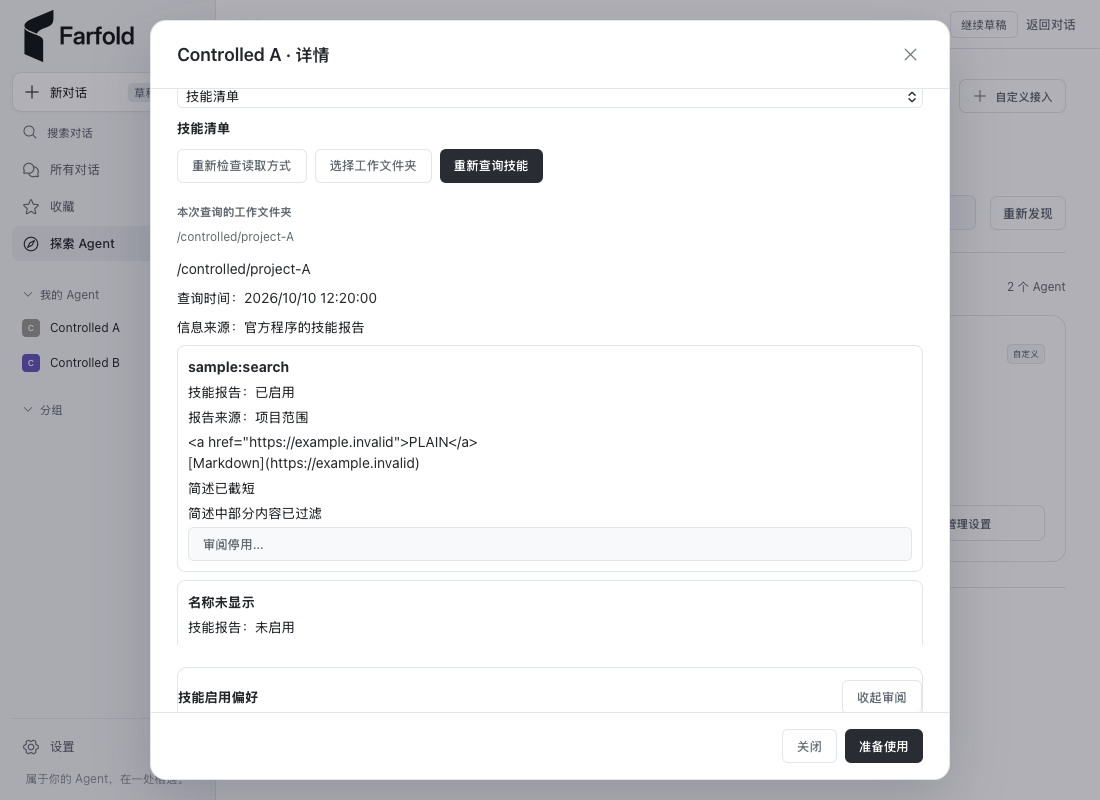 Farfold
新对话
草稿
搜索对话
所有对话
收藏
探索 Agent
我的 Agent
C Controlled A
C Controlled B
分组
设置
属于你的 Agent，在一处相遇。
继续草稿
返回对话
自定义接入
重新发现
2 个 Agent
自定义
管理设置
Controlled A · 详情
技能清单
技能清单
重新检查读取方式
选择工作文件夹
重新查询技能
本次查询的工作文件夹
/controlled/project-A
/controlled/project-A
查询时间：2026/10/10 12:20:00
信息来源：官方程序的技能报告
sample:search
技能报告：已启用
报告来源：项目范围
<a href="https://example.invalid">PLAIN</a>
[Markdown](https://example.invalid)
简述已截短
简述中部分内容已过滤
审阅停用...
名称未显示
技能报告：未启用
技能启用偏好
收起审阅
关闭
准备使用